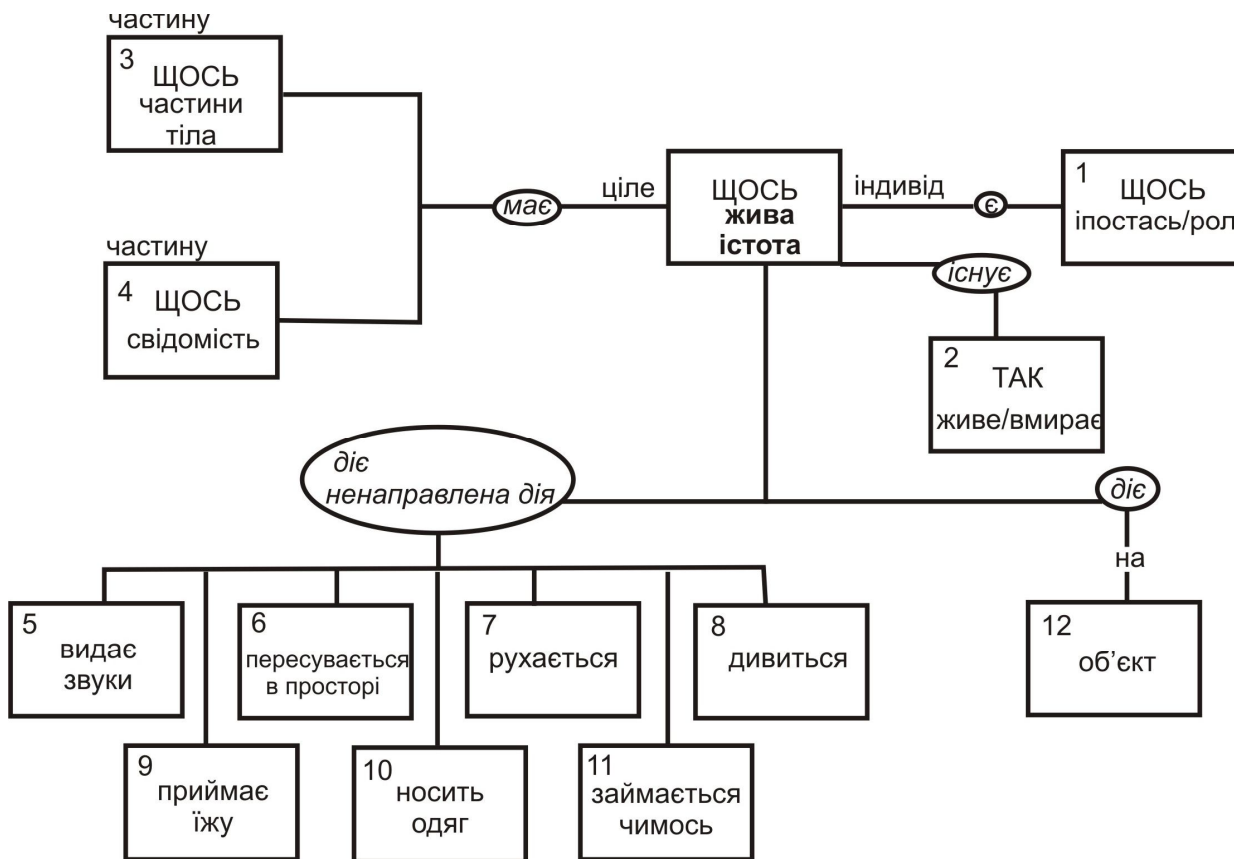 частину
3
ЩОСЬ
частини
тіла
частину
4
ЩОСЬ
свідомість
має
ціле
ЩОСЬ
жива
істота
індивід
є
1
ЩОСЬ
іпостась/рол
існує
2
ТАК
живе/вмирає
діє
ненаправлена дія
діє
на
5
видає
звуки
6
пересувається
в просторі
7
рухається
8
дивиться
12
об’єкт
9
приймає
їжу
10
носить
одяг
11
займається
чимось